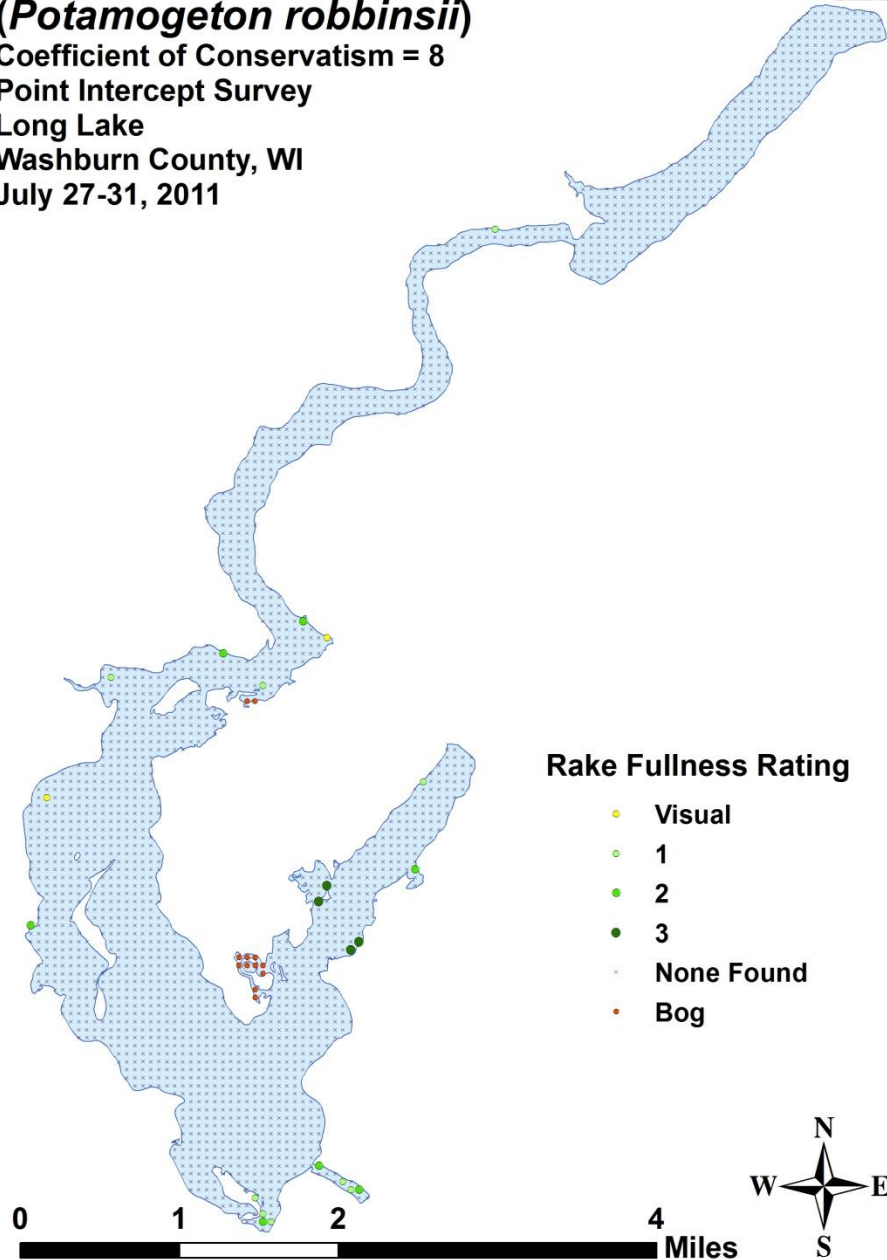 (Potamogeton robbinsii)
Coefficient of Conservatism = 8
Point Intercept Survey
Long Lake
Washburn County, WI
July 27-31, 2011
Rake Fullness Rating
Visual
1
2
3
None Found
Bog
N
W E
S
0 1 2 4
Miles